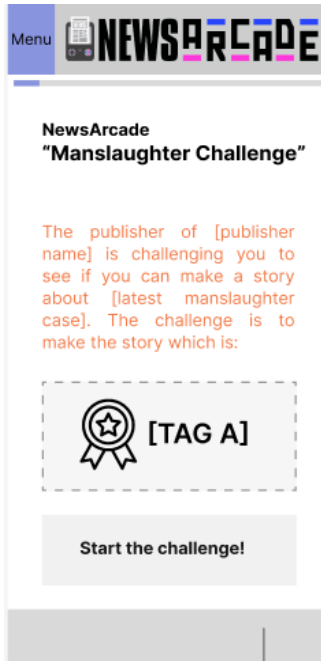 Menu
NEWSARCADE
NewsArcade
“Manslaughter Challenge”
The publisher of [publisher
name] is challenging you to
see if you can make a story
about [latest manslaughter
case]. The challenge is to
make the story which is:
[TAG A]
Start the challenge!